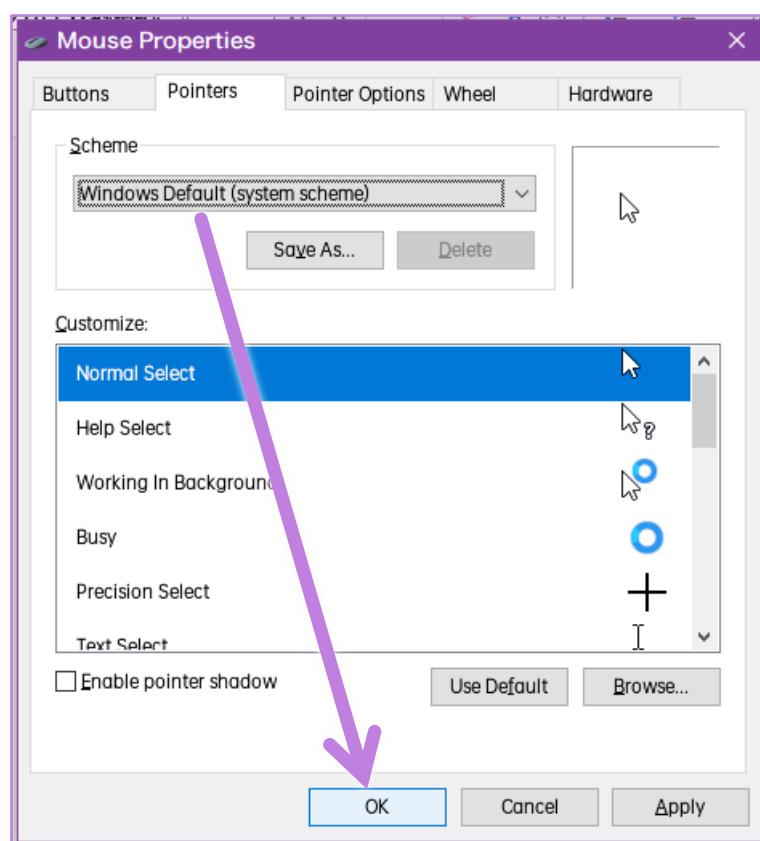 Mouse Properties
Buttons Pointers Pointer Options Wheel Hardware
Scheme
Windows Default (system scheme)
Save As... Delete
Customize:
Normal Select
Help Select
Working In Background
Busy
Precision Select
Text Select
Enable pointer shadow Use Default Browse...
OK Cancel Apply